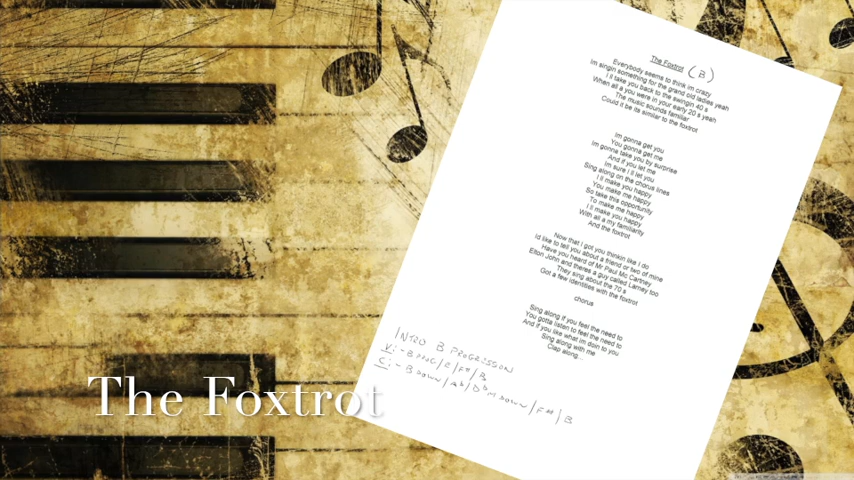 The Foxtrot (B)
Everybody seems to think im crazy
Im singin something for the grand old ladies yeah
I ll take you back to the swingin 40 s
When all a you were in your early 20 s yeah
The music sounds familiar
Could it be its similar to the foxtrot
Im gonna get you
You gonna get me
Im gonna take you by surprise
And if you let me
Im sure I ll let you
Sing along on the chorus lines
I ll make you happy
You make me happy
So take this opportunity
To make me happy
I ll make you happy
With all a my familiarity
And the foxtrot
Now that I got you thinkin like I do
Id like to tell you about a friend or two of mine
Have you heard of Mr Paul Mc Cartney
Elton John and theres a guy called Larney too
They sing about the 70 s
Got a few identities with the foxtrot
chorus
Sing along if you feel the need to
You gotta listen to feel the need to
And if you like what im doin to you
Sing along with me
Clap along...
INTRO B PROGRESSION
V:- B /E/F#/B
C:- B DOWN/Ab/Dbm DOWN/F#/B
The Foxtrot